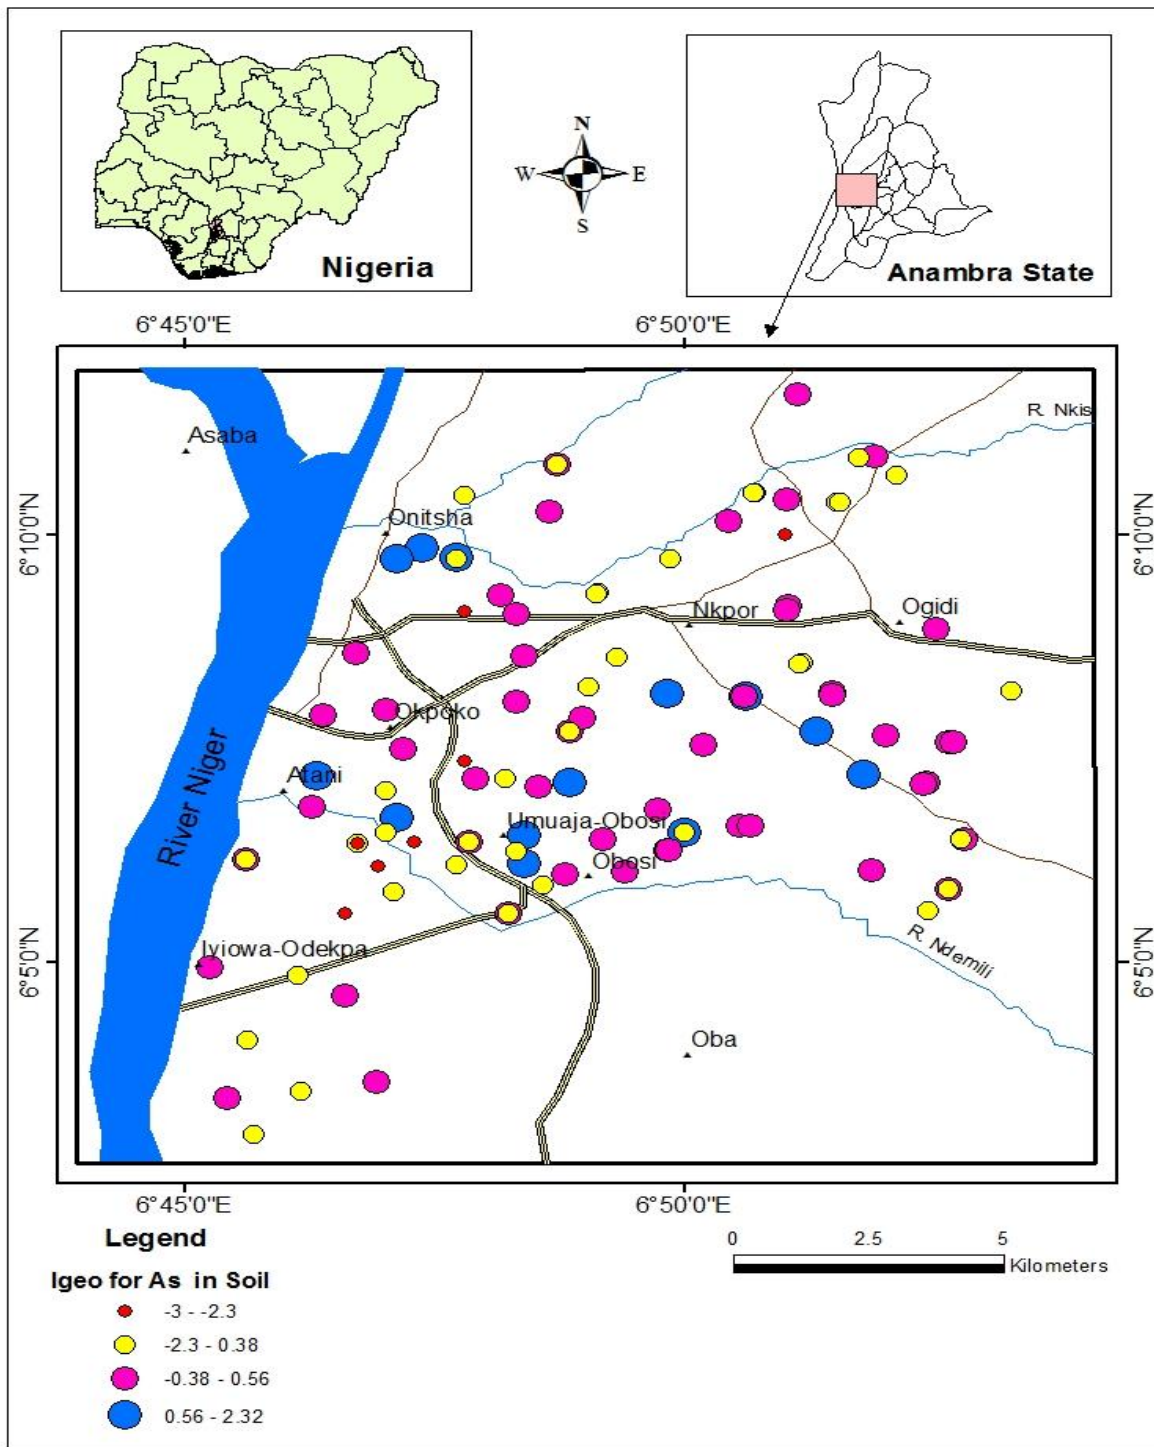 N
W E
S
Nigeria
Anambra State
6°45'0"E 6°50'0"E
R. Nkis
Asaba
Onitsha
6°10'0"N 6°10'0"N
Nkpor
Ogidi
Okpoko
River Niger
Atani
Umuaja-Obosi
Obosi
Iyiowa-Odekpa
R. Ndemili
6°5'0"N 6°5'0"N
Oba
6°45'0"E 6°50'0"E
Legend
0 2.5 5
Kilometers
Igeo for As in Soil
-3 - -2.3
-2.3 - 0.38
-0.38 - 0.56
0.56 - 2.32